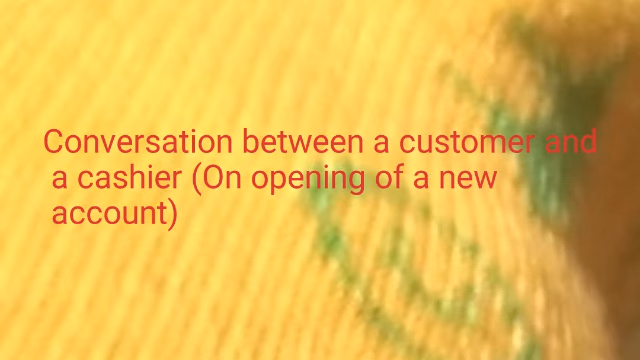 Conversation between a customer and
a cashier (On opening of a new
account)